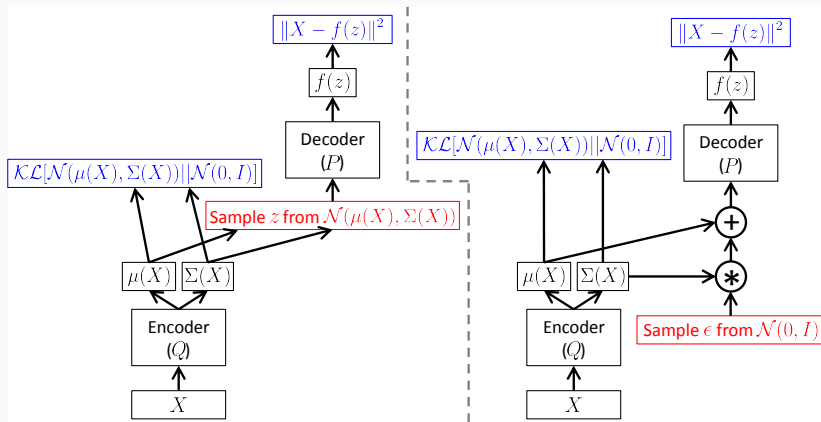 ‖X − f(z)‖²
f(z)
Decoder
(P)
𝒦ℒ[𝒩(μ(X), Σ(X))||𝒩(0, I)]
Sample z from 𝒩(μ(X), Σ(X))
μ(X)
Σ(X)
Encoder
(Q)
X
‖X − f(z)‖²
f(z)
Decoder
(P)
𝒦ℒ[𝒩(μ(X), Σ(X))||𝒩(0, I)]
+
μ(X)
Σ(X)
*
Encoder
(Q)
Sample ϵ from 𝒩(0, I)
X